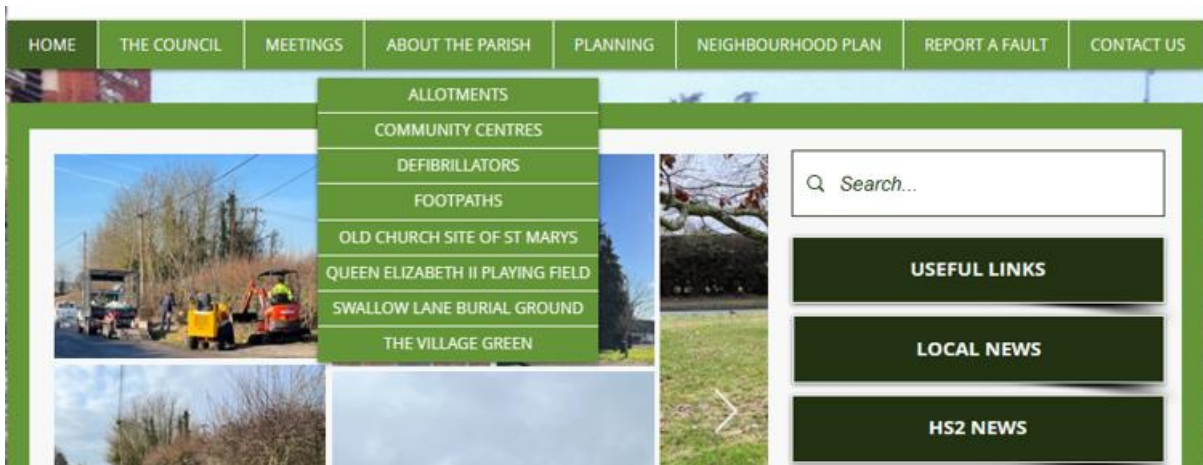 HOME THE COUNCIL MEETINGS ABOUT THE PARISH PLANNING NEIGHBOURHOOD PLAN REPORT A FAULT CONTACT US
ALLOTMENTS
COMMUNITY CENTRES
DEFIBRILLATORS
FOOTPATHS
OLD CHURCH SITE OF ST MARYS
QUEEN ELIZABETH II PLAYING FIELD
SWALLOW LANE BURIAL GROUND
THE VILLAGE GREEN
Search...
USEFUL LINKS
LOCAL NEWS
HS2 NEWS